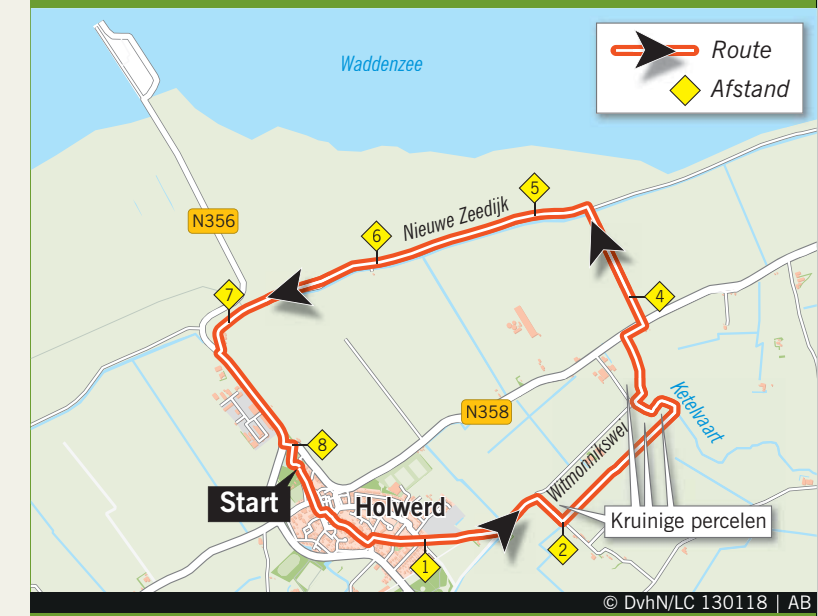 Waddenzee
Route
Afstand
N356
Nieuwe Zeedijk
5
6
7
4
N358
Ketelvaart
8
Witmonnikswei
Start
Holwerd
Kruinige percelen
2
1
© DvhN/LC 130118 | AB